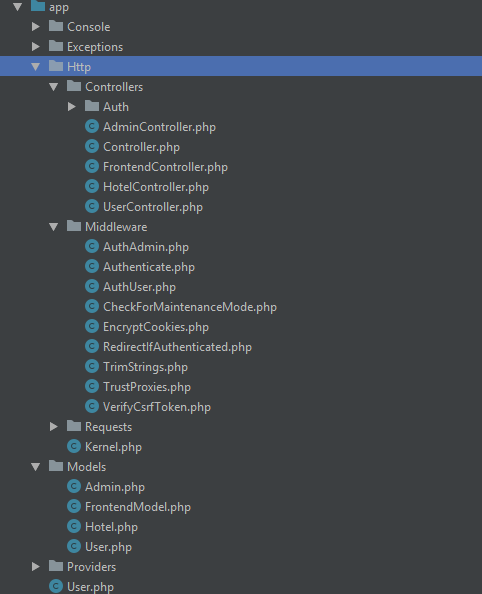 app
Console
Exceptions
Http
Controllers
Auth
AdminController.php
Controller.php
FrontendController.php
HotelController.php
UserController.php
Middleware
AuthAdmin.php
Authenticate.php
AuthUser.php
CheckForMaintenanceMode.php
EncryptCookies.php
RedirectIfAuthenticated.php
TrimStrings.php
TrustProxies.php
VerifyCsrfToken.php
Requests
Kernel.php
Models
Admin.php
FrontendModel.php
Hotel.php
User.php
Providers
User.php